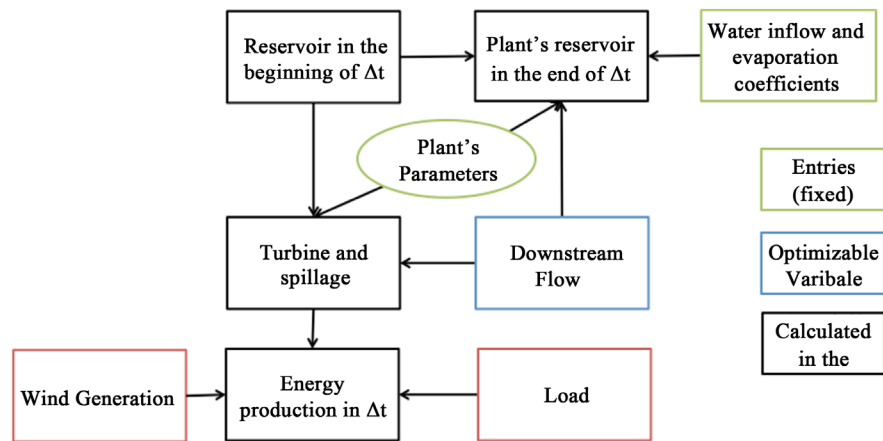 Reservoir in the
beginning of Δt
Plant's reservoir
in the end of Δt
Water inflow and
evaporation
coefficients
Plant's
Parameters
Entries
(fixed)
Turbine and
spillage
Downstream
Flow
Optimizable
Varibale
Calculated
in the
Wind Generation
Energy
production in Δt
Load